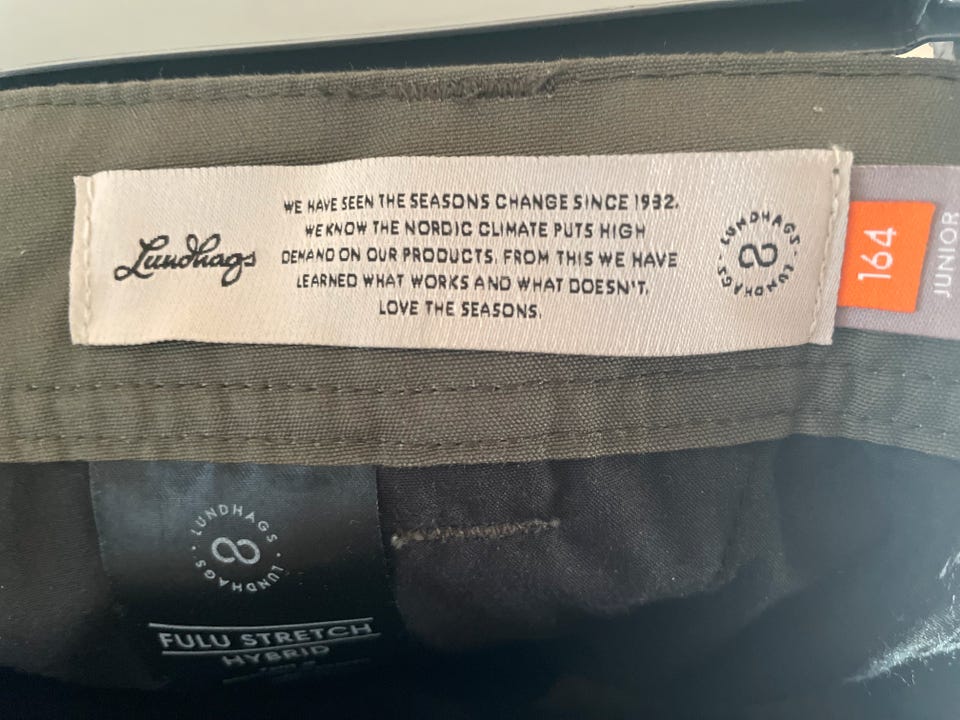 Lundhags
WE HAVE SEEN THE SEASONS CHANGE SINCE 1932.
WE KNOW THE NORDIC CLIMATE PUTS HIGH
DEMAND ON OUR PRODUCTS. FROM THIS WE HAVE
LEARNED WHAT WORKS AND WHAT DOESN'T.
LOVE THE SEASONS.
LUNDHAGS · LUNDHAGS ·
164
JUNIOR
LUNDHAGS · LUNDHAGS ·
FULU STRETCH
HYBRID